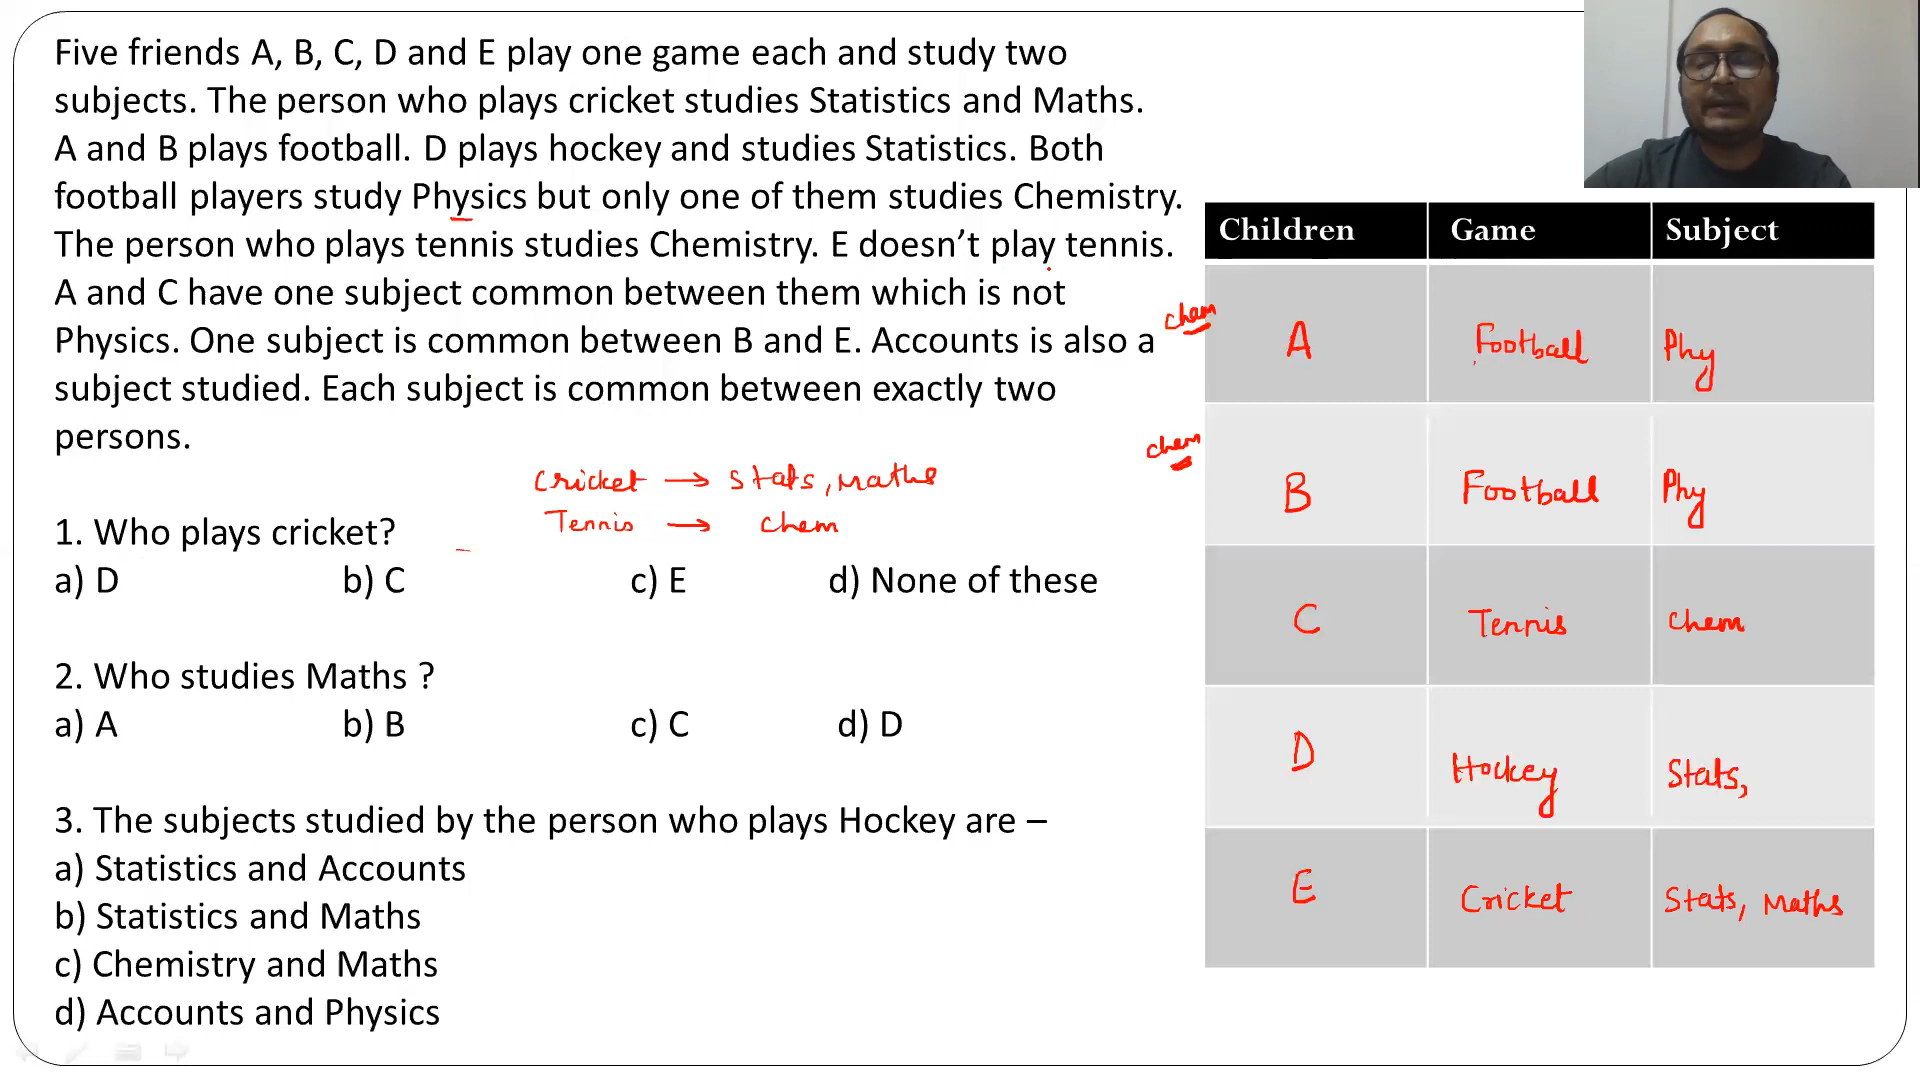 Five friends A, B, C, D and E play one game each and study two
subjects. The person who plays cricket studies Statistics and Maths.
A and B plays football. D plays hockey and studies Statistics. Both
football players study Physics but only one of them studies Chemistry.
The person who plays tennis studies Chemistry. E doesn’t play tennis.
A and C have one subject common between them which is not
Physics. One subject is common between B and E. Accounts is also a
subject studied. Each subject is common between exactly two
persons.
Cricket → Stats, Maths
Tennis → Chem
1. Who plays cricket?
a) D b) C c) E d) None of these
2. Who studies Maths ?
a) A b) B c) C d) D
3. The subjects studied by the person who plays Hockey are –
a) Statistics and Accounts
b) Statistics and Maths
c) Chemistry and Maths
d) Accounts and Physics
Children Game Subject
chem A Football Phy
chem B Football Phy
C Tennis Chem
D Hockey Stats,
E Cricket Stats, Maths